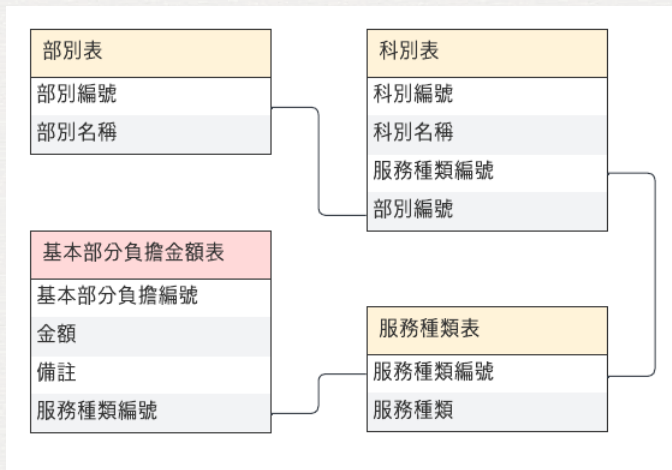 部別表
部別編號
部別名稱
科別表
科別編號
科別名稱
服務種類編號
部別編號
基本部分負擔金額表
基本部分負擔編號
金額
備註
服務種類編號
服務種類表
服務種類編號
服務種類